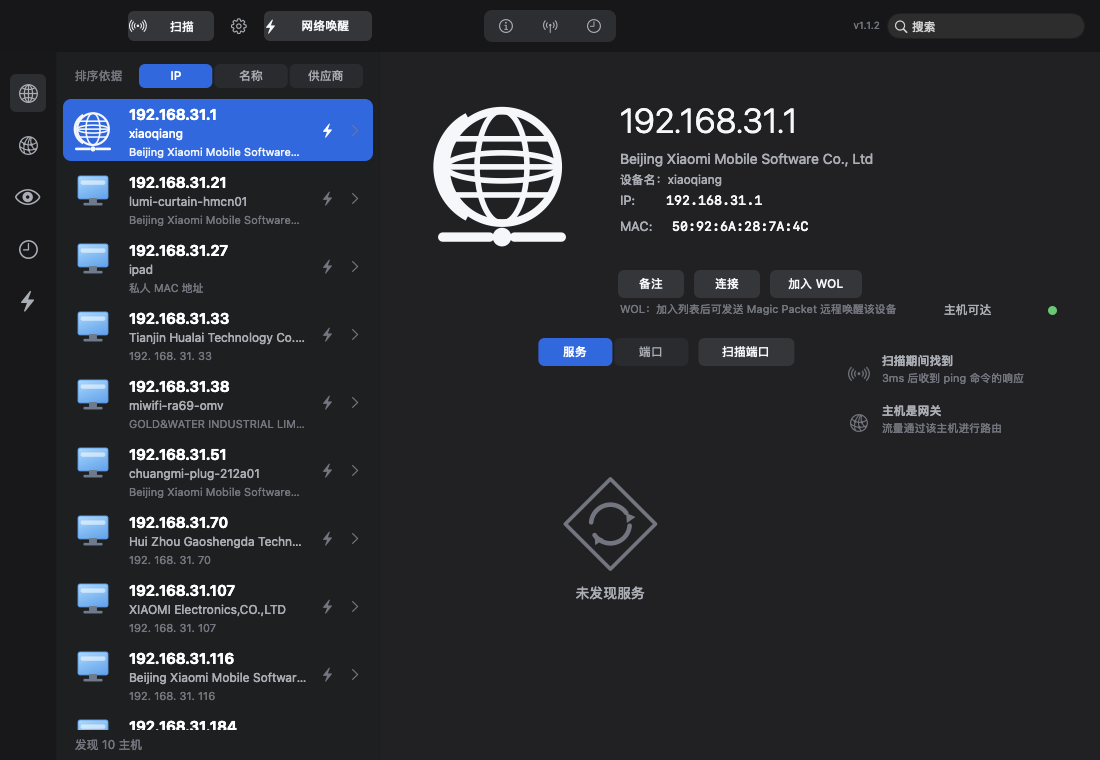 扫描
网络唤醒
v1.1.2
搜索
排序依据
IP
名称
供应商
192.168.31.1
xiaoqiang
Beijing Xiaomi Mobile Software...
192.168.31.21
lumi-curtain-hmcn01
Beijing Xiaomi Mobile Software...
192.168.31.27
ipad
私人 MAC 地址
192.168.31.33
Tianjin Hualai Technology Co....
192. 168. 31. 33
192.168.31.38
miwifi-ra69-omv
GOLD&WATER INDUSTRIAL LIM...
192.168.31.51
chuangmi-plug-212a01
Beijing Xiaomi Mobile Software...
192.168.31.70
Hui Zhou Gaoshengda Techn...
192. 168. 31. 70
192.168.31.107
XIAOMI Electronics,CO.,LTD
192. 168. 31. 107
192.168.31.116
Beijing Xiaomi Mobile Softwar...
192. 168. 31. 116
192.168.31.184
发现 10 主机
192.168.31.1
Beijing Xiaomi Mobile Software Co., Ltd
设备名: xiaoqiang
IP: 192.168.31.1
MAC: 50:92:6A:28:7A:4C
备注
连接
加入 WOL
WOL: 加入列表后可发送 Magic Packet 远程唤醒该设备
主机可达
服务
端口
扫描端口
扫描期间找到
3ms 后收到 ping 命令的响应
主机是网关
流量通过该主机进行路由
未发现服务